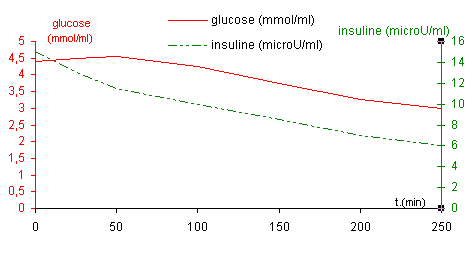 glucose
(mmol/ml)
glucose (mmol/ml)
insuline (microU/ml)
insuline (microU/ml)
5
4,5
4
3,5
3
2,5
2
1,5
1
0,5
0
16
14
12
10
8
6
4
2
0
t.(min)
0 50 100 150 200 250